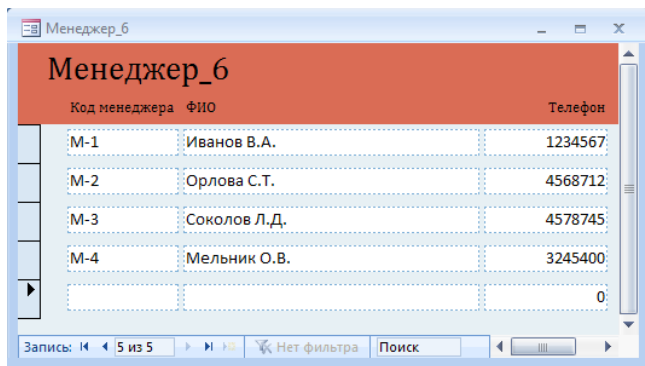 Менеджер_6
Менеджер_6
Код менеджера ФИО Телефон
М-1 Иванов В.А. 1234567
М-2 Орлова С.Т. 4568712
М-3 Соколов Л.Д. 4578745
М-4 Мельник О.В. 3245400
0
Запись: 5 из 5 Нет фильтра Поиск